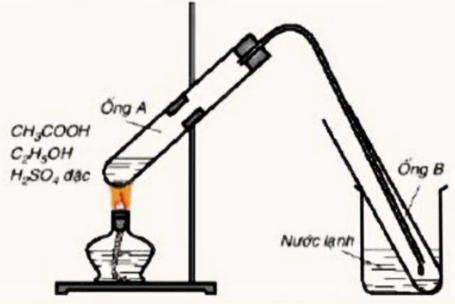 Ống A
CH₃COOH
C₂H₅OH
H₂SO₄ đặc
Ống B
Nước lạnh